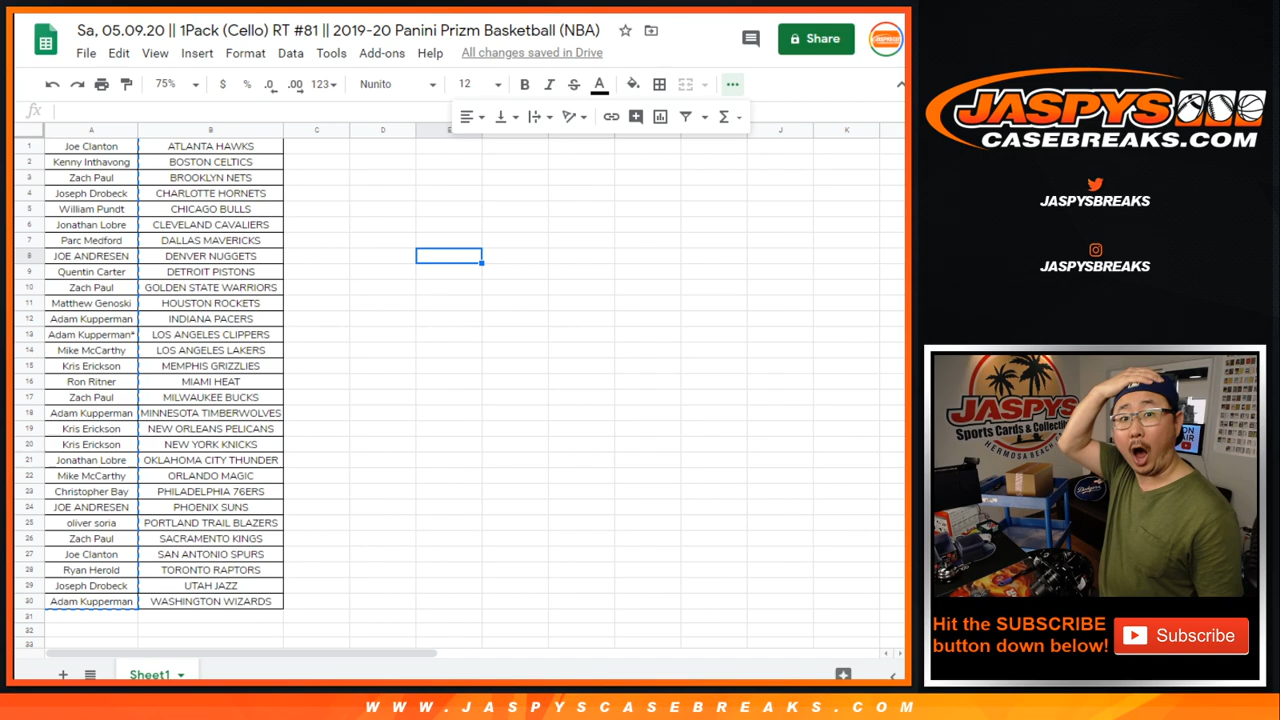 Sa, 05.09.20 || 1Pack (Cello) RT #81 || 2019-20 Panini Prizm Basketball (NBA)
File Edit View Insert Format Data Tools Add-ons Help All changes saved in Drive
Share
75% $ % .0 .00 123 Nunito 12 B I S A
fx
A B C D J K
1 Joe Clanton ATLANTA HAWKS
2 Kenny Inthavong BOSTON CELTICS
3 Zach Paul BROOKLYN NETS
4 Joseph Drobeck CHARLOTTE HORNETS
5 William Pundt CHICAGO BULLS
6 Jonathan Lobre CLEVELAND CAVALIERS
7 Parc Medford DALLAS MAVERICKS
8 JOE ANDRESEN DENVER NUGGETS
9 Quentin Carter DETROIT PISTONS
10 Zach Paul GOLDEN STATE WARRIORS
11 Matthew Genoski HOUSTON ROCKETS
12 Adam Kupperman INDIANA PACERS
13 Adam Kupperman* LOS ANGELES CLIPPERS
14 Mike McCarthy LOS ANGELES LAKERS
15 Kris Erickson MEMPHIS GRIZZLIES
16 Ron Ritner MIAMI HEAT
17 Zach Paul MILWAUKEE BUCKS
18 Adam Kupperman MINNESOTA TIMBERWOLVES
19 Kris Erickson NEW ORLEANS PELICANS
20 Kris Erickson NEW YORK KNICKS
21 Jonathan Lobre OKLAHOMA CITY THUNDER
22 Mike McCarthy ORLANDO MAGIC
23 Christopher Bay PHILADELPHIA 76ERS
24 JOE ANDRESEN PHOENIX SUNS
25 oliver soria PORTLAND TRAIL BLAZERS
26 Zach Paul SACRAMENTO KINGS
27 Joe Clanton SAN ANTONIO SPURS
28 Ryan Herold TORONTO RAPTORS
29 Joseph Drobeck UTAH JAZZ
30 Adam Kupperman WASHINGTON WIZARDS
31
32
33
Sheet1
JASPYS
CASEBREAKS.COM
JASPYSBREAKS
JASPYSBREAKS
JASPYS
Sports Cards & Collectib
HERMOSA BEACH
ON
AIR
Dodgers
Hit the SUBSCRIBE
button down below!
Subscribe
WWW.JASPYSCASEBREAKS.COM